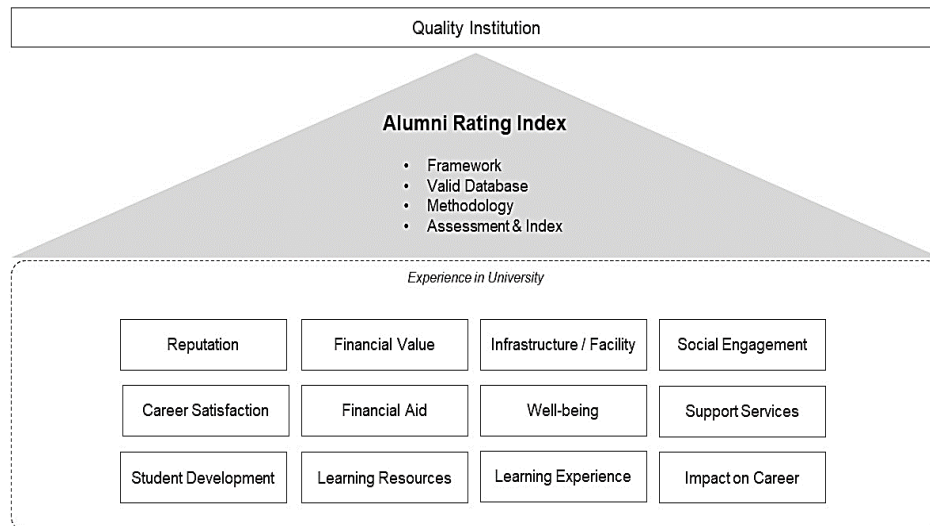 Quality Institution
Alumni Rating Index
• Framework
• Valid Database
• Methodology
• Assessment & Index
Experience in University
Reputation
Financial Value
Infrastructure / Facility
Social Engagement
Career Satisfaction
Financial Aid
Well-being
Support Services
Student Development
Learning Resources
Learning Experience
Impact on Career